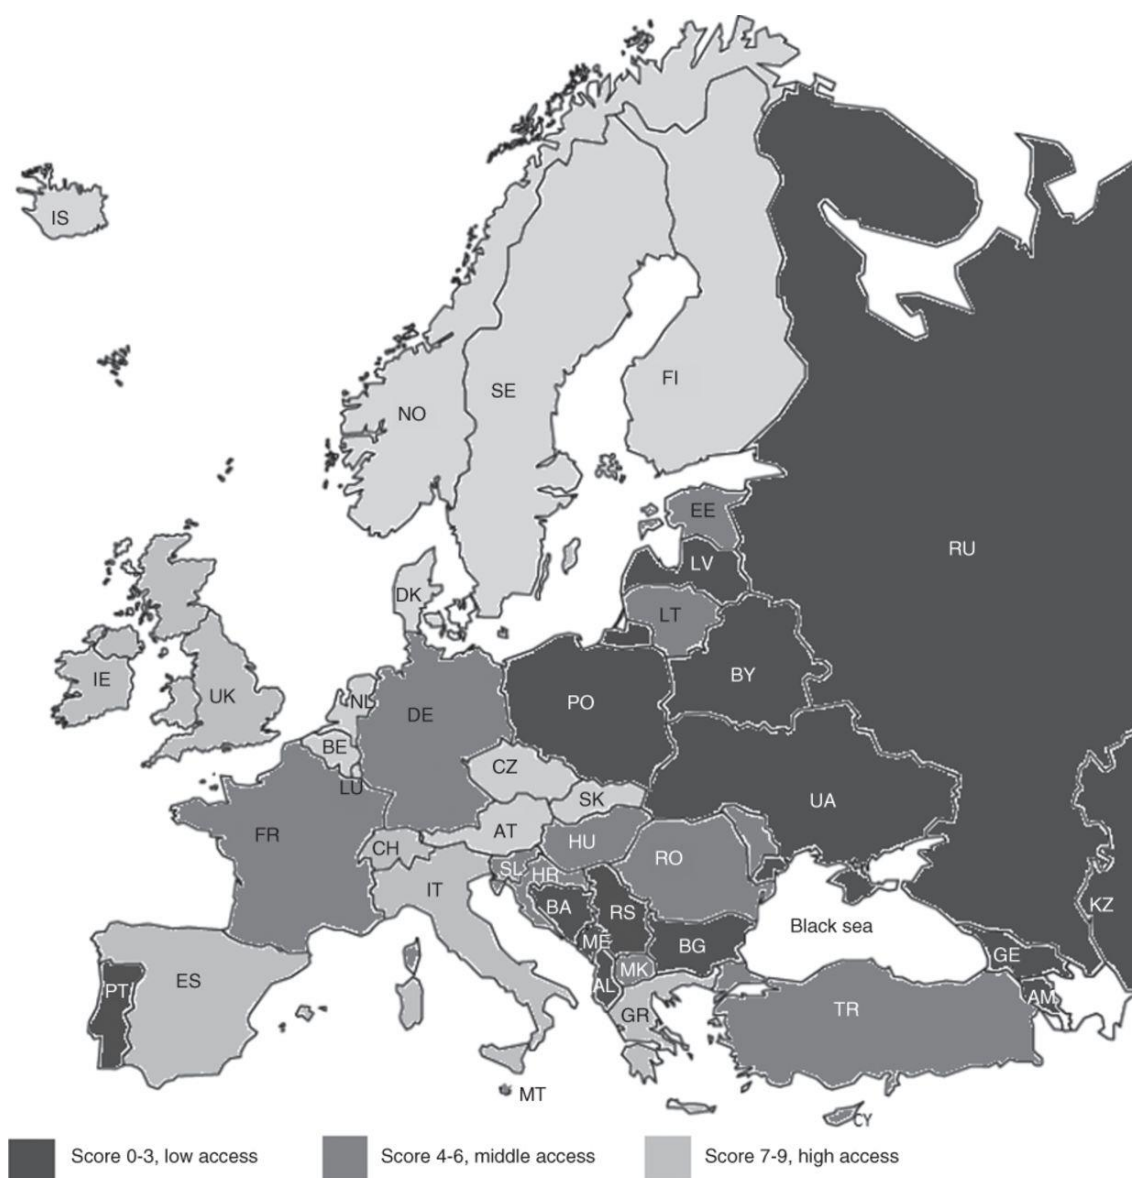 IS
FI
SE
NO
EE
RU
LV
DK
LT
BY
IE
NL
UK
PO
DE
BE
CZ
LU
SK
UA
FR
AT
HU
CH
RO
SL
HR
IT
BA
RS
KZ
Black sea
ME
BG
GE
MK
ES
AL
PT
AM
TR
GR
MT
CY
Score 0-3, low access
Score 4-6, middle access
Score 7-9, high access